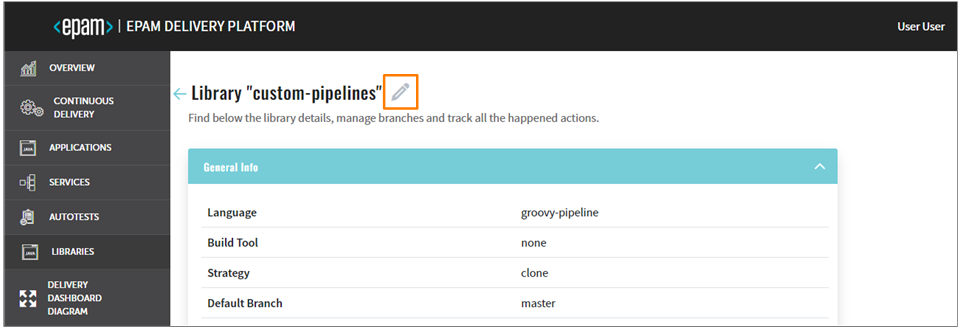 <epam> | EPAM DELIVERY PLATFORM
User User
OVERVIEW
CONTINUOUS
DELIVERY
JAVA
APPLICATIONS
SERVICES
AUTOTESTS
JAVA
LIBRARIES
DELIVERY
DASHBOARD
DIAGRAM
Library "custom-pipelines"
Find below the library details, manage branches and track all the happened actions.
General Info
Language groovy-pipeline
Build Tool none
Strategy clone
Default Branch master